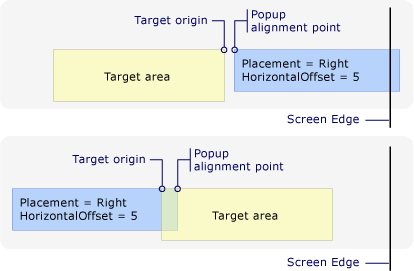 Target origin
Popup
alignment point
Target area
Placement = Right
HorizontalOffset = 5
Screen Edge
Target origin
Popup
alignment point
Placement = Right
HorizontalOffset = 5
Target area
Screen Edge